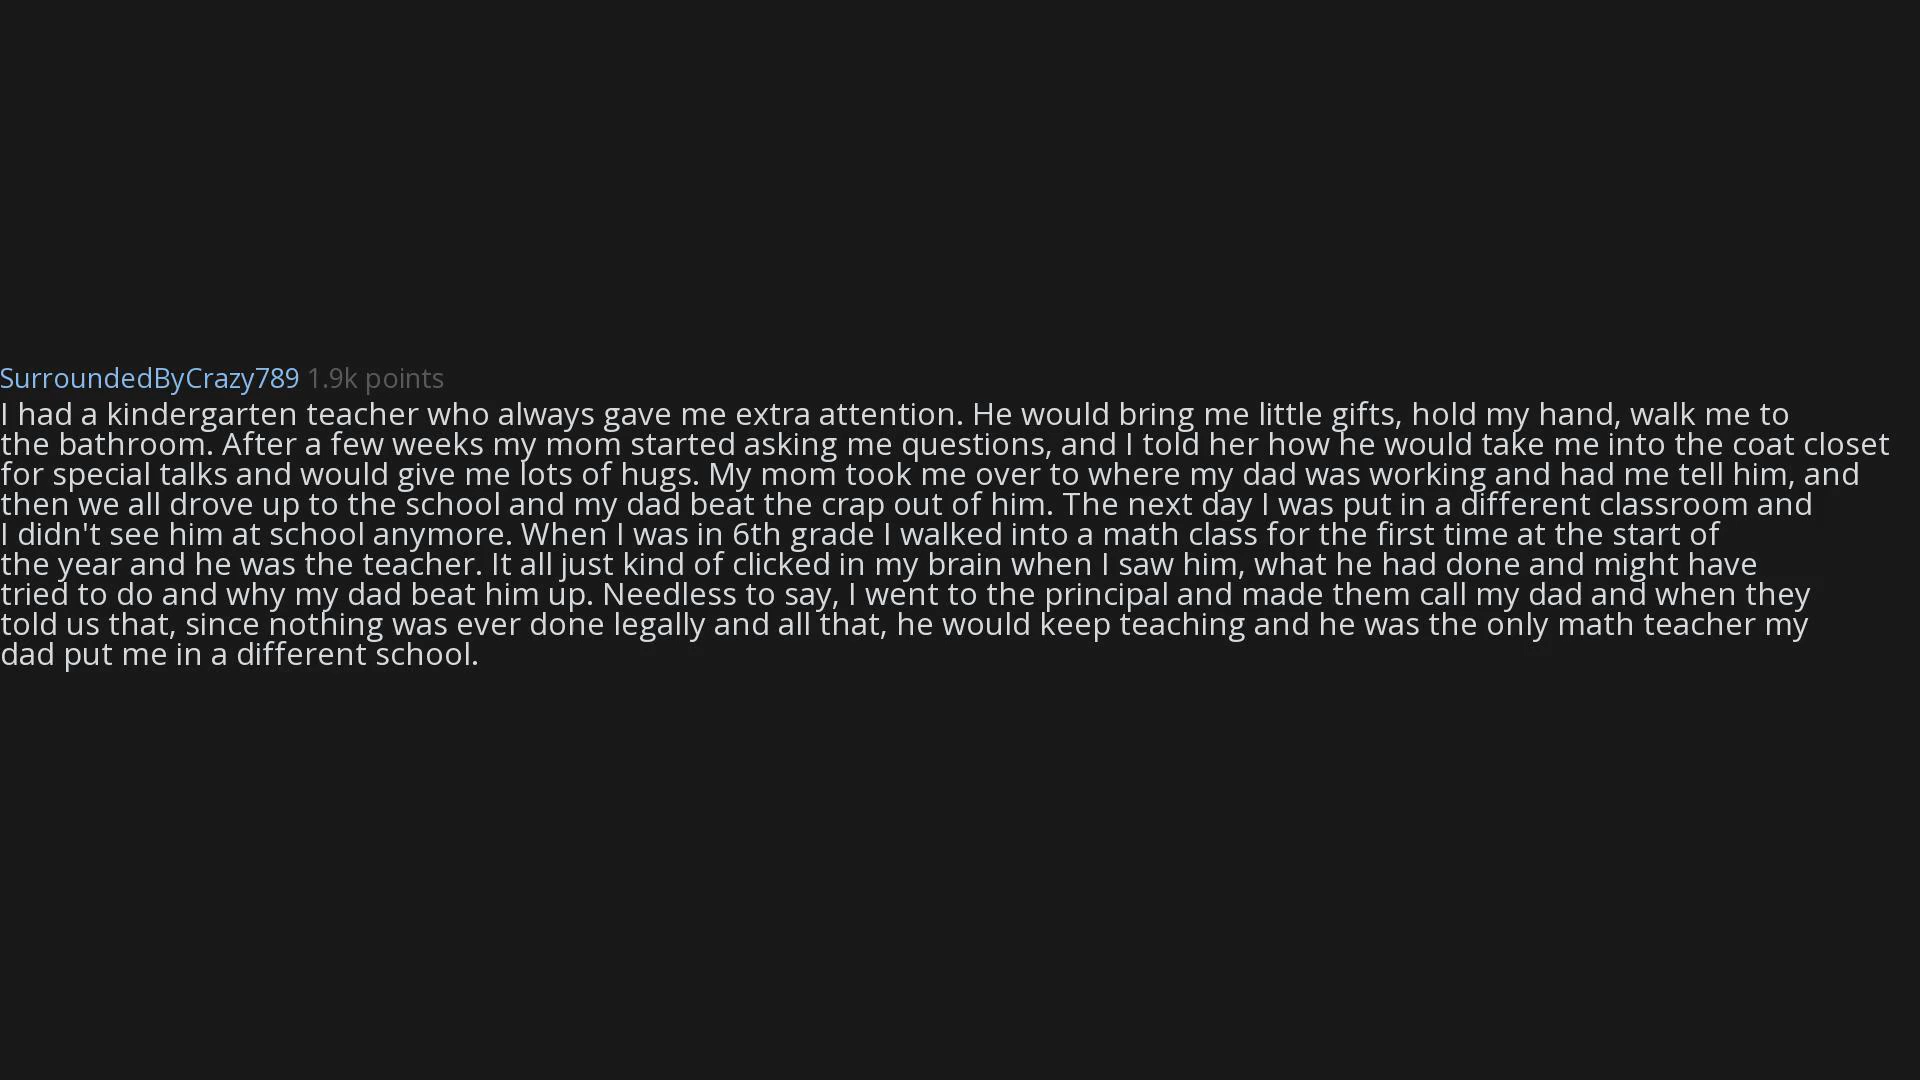 SurroundedByCrazy789 1.9k points
I had a kindergarten teacher who always gave me extra attention. He would bring me little gifts, hold my hand, walk me to
the bathroom. After a few weeks my mom started asking me questions, and I told her how he would take me into the coat closet
for special talks and would give me lots of hugs. My mom took me over to where my dad was working and had me tell him, and
then we all drove up to the school and my dad beat the crap out of him. The next day I was put in a different classroom and
I didn't see him at school anymore. When I was in 6th grade I walked into a math class for the first time at the start of
the year and he was the teacher. It all just kind of clicked in my brain when I saw him, what he had done and might have
tried to do and why my dad beat him up. Needless to say, I went to the principal and made them call my dad and when they
told us that, since nothing was ever done legally and all that, he would keep teaching and he was the only math teacher my
dad put me in a different school.